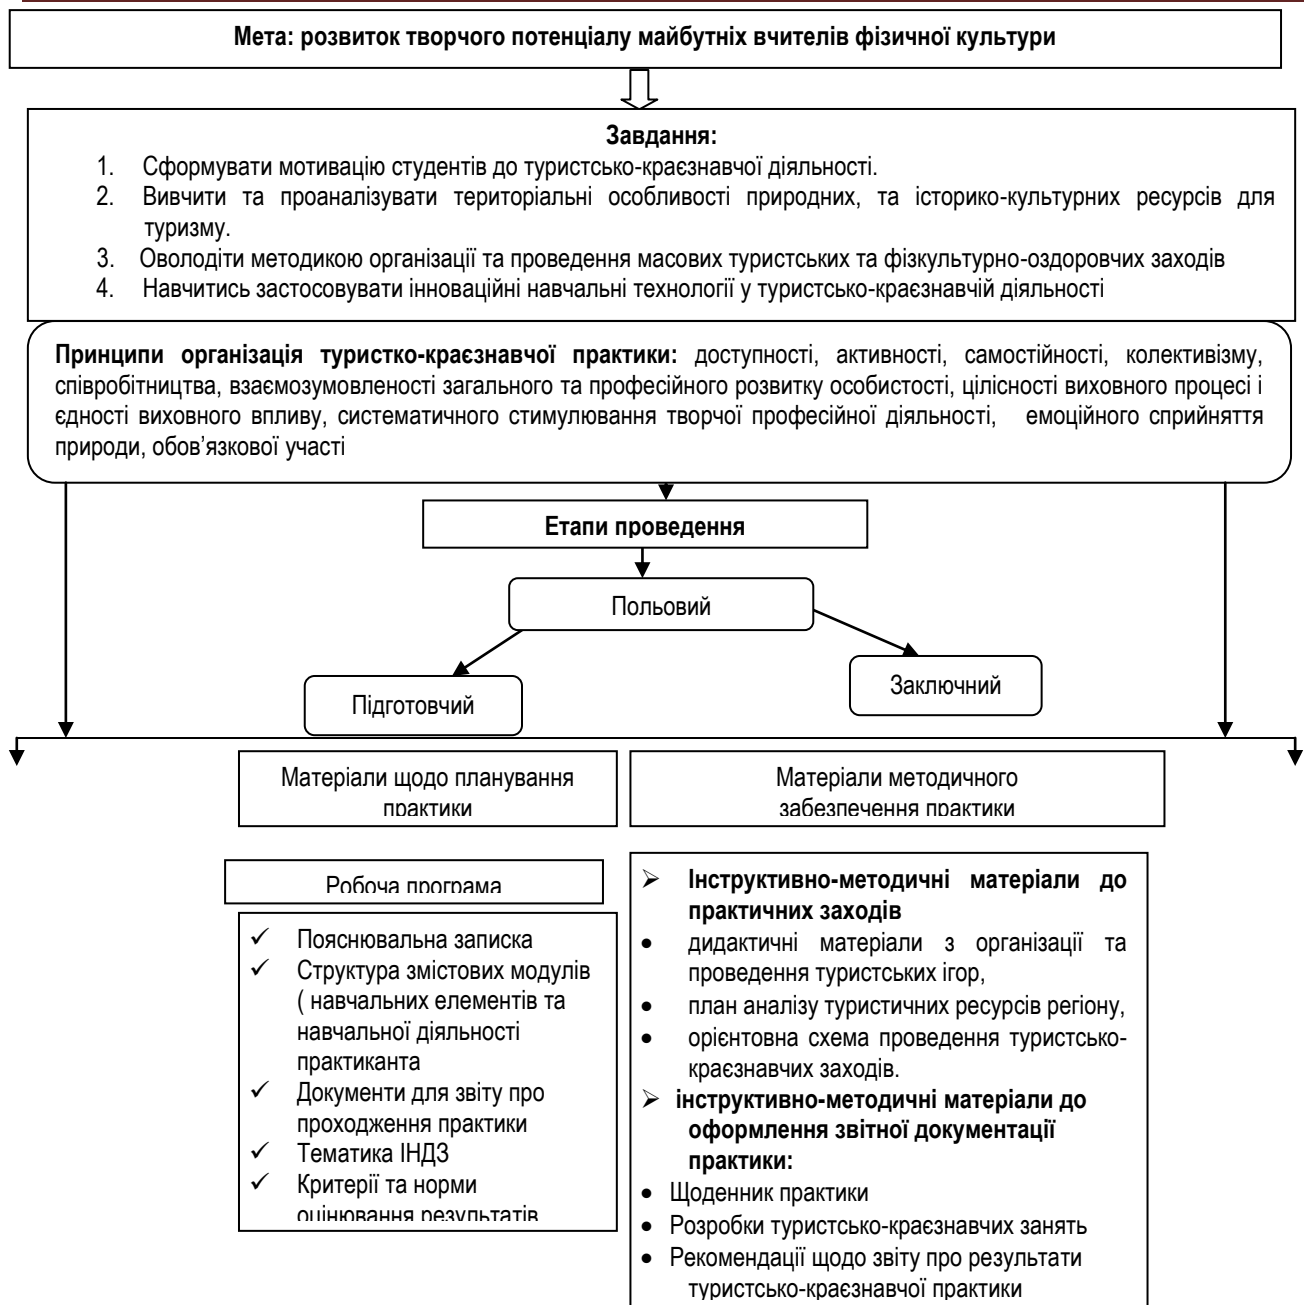 Мета: розвиток творчого потенціалу майбутніх вчителів фізичної культури
Завдання:
1. Сформувати мотивацію студентів до туристсько-краєзнавчої діяльності.
2. Вивчити та проаналізувати територіальні особливості природних, та історико-культурних ресурсів для
туризму.
3. Оволодіти методикою організації та проведення масових туристських та фізкультурно-оздоровчих заходів
4. Навчитись застосовувати інноваційні навчальні технології у туристсько-краєзнавчій діяльності
Принципи організація туристко-краєзнавчої практики: доступності, активності, самостійності, колективізму,
співробітництва, взаємозумовленості загального та професійного розвитку особистості, цілісності виховного процесі і
єдності виховного впливу, систематичного стимулювання творчої професійної діяльності, емоційного сприйняття
природи, обов’язкової участі
Етапи проведення
Польовий
Підготовчий
Заключний
Матеріали щодо планування
практики
Матеріали методичного
забезпечення практики
Робоча програма
✓ Пояснювальна записка
✓ Структура змістових модулів
( навчальних елементів та
навчальної діяльності
практиканта
✓ Документи для звіту про
проходження практики
✓ Тематика ІНДЗ
✓ Критерії та норми
оцінювання результатів
➢ Інструктивно-методичні матеріали до
практичних заходів
• дидактичні матеріали з організації та
проведення туристських ігор,
• план аналізу туристичних ресурсів регіону,
• орієнтовна схема проведення туристсько-
краєзнавчих заходів.
➢ інструктивно-методичні матеріали до
оформлення звітної документації
практики:
• Щоденник практики
• Розробки туристсько-краєзнавчих занять
• Рекомендації щодо звіту про результати
туристсько-краєзнавчої практики